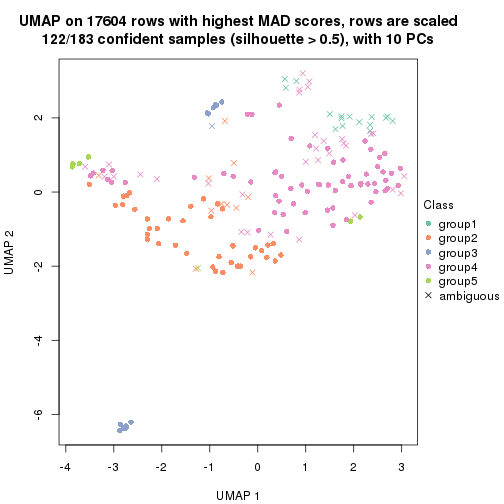 UMAP on 17604 rows with highest MAD scores, rows are scaled
122/183 confident samples (silhouette > 0.5), with 10 PCs
2
0
-2
-4
-6
UMAP 2
-4 -3 -2 -1 0 1 2 3
UMAP 1
Class
group1
group2
group3
group4
group5
ambiguous